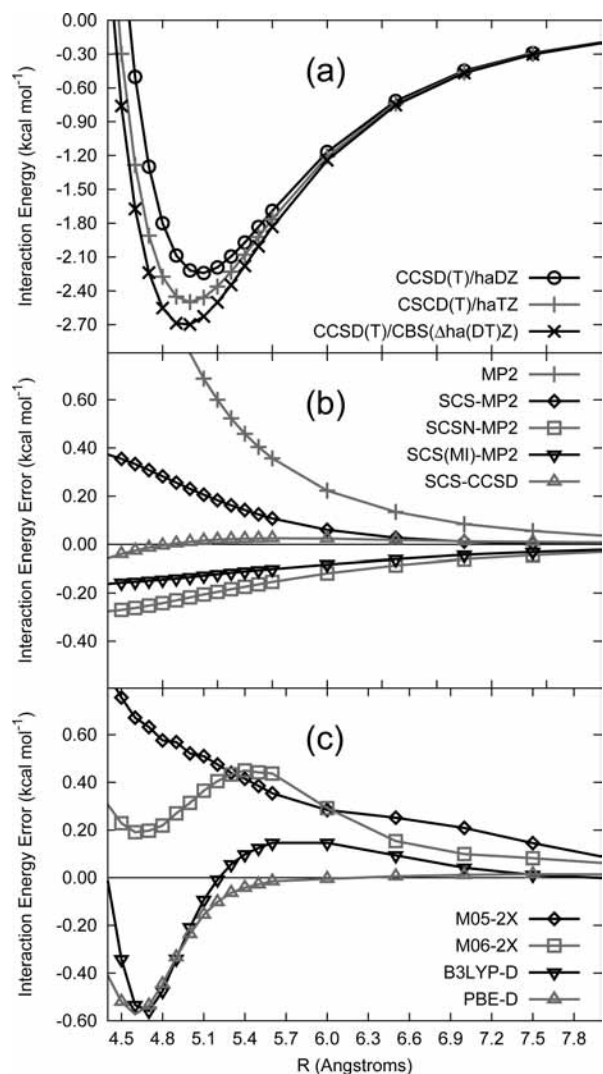 0.00
-0.30
-0.60
-0.90
-1.20
-1.50
-1.80
-2.10
-2.40
-2.70
Interaction Energy (kcal mol⁻¹)
(a)
CCSD(T)/haDZ
CSCD(T)/haTZ
CCSD(T)/CBS(Δha(DT)Z)
0.60
0.40
0.20
0.00
-0.20
-0.40
Interaction Energy Error (kcal mol⁻¹)
(b)
MP2
SCS-MP2
SCSN-MP2
SCS(MI)-MP2
SCS-CCSD
0.60
0.40
0.20
0.00
-0.20
-0.40
-0.60
Interaction Energy Error (kcal mol⁻¹)
(c)
M05-2X
M06-2X
B3LYP-D
PBE-D
4.5 4.8 5.1 5.4 5.7 6.0 6.3 6.6 6.9 7.2 7.5 7.8
R (Angstroms)